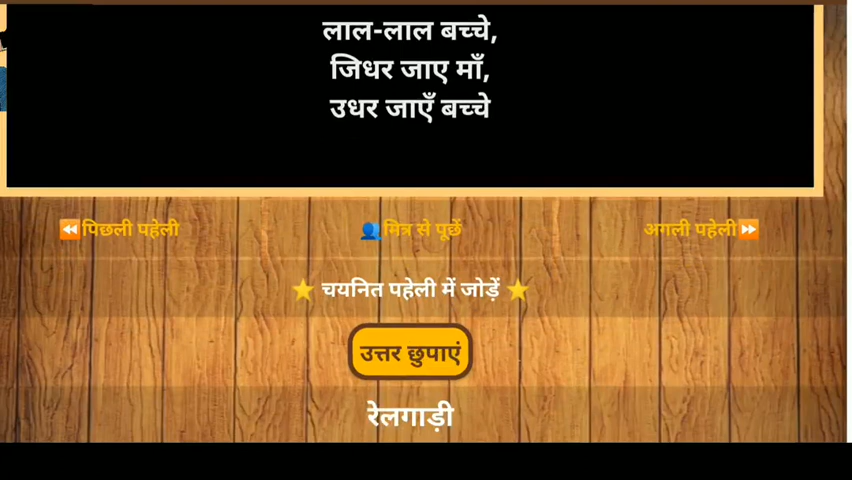 लाल-लाल बच्चे,
जिधर जाए माँ,
उधर जाएँ बच्चे
⏪पिछली पहेली
👥मित्र से पूछें
अगली पहेली⏩
⭐ चयनित पहेली में जोड़ें ⭐
उत्तर छुपाएं
रेलगाड़ी